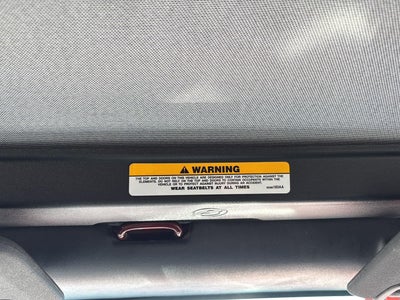 WARNING
THE TOP AND DOORS ON THIS VEHICLE ARE DESIGNED ONLY FOR PROTECTION AGAINST THE
ELEMENTS. DO NOT RELY ON THE TOP AND DOORS TO CONTAIN OCCUPANTS WITHIN THE
VEHICLE OR TO PROTECT AGAINST INJURY DURING AN ACCIDENT.
WEAR SEATBELTS AT ALL TIMES